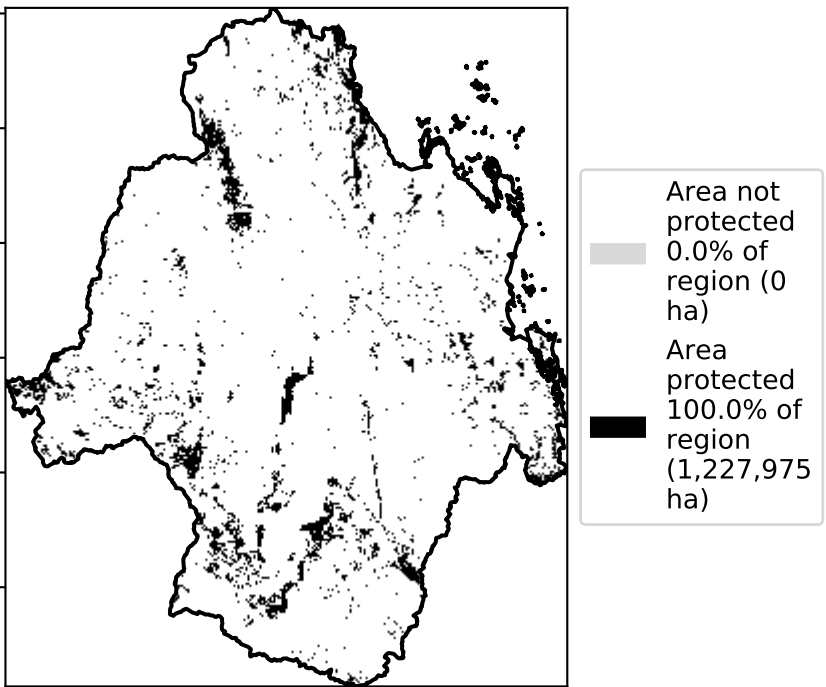 Area not
protected
0.0% of
region (0
ha)
Area
protected
100.0% of
region
(1,227,975
ha)